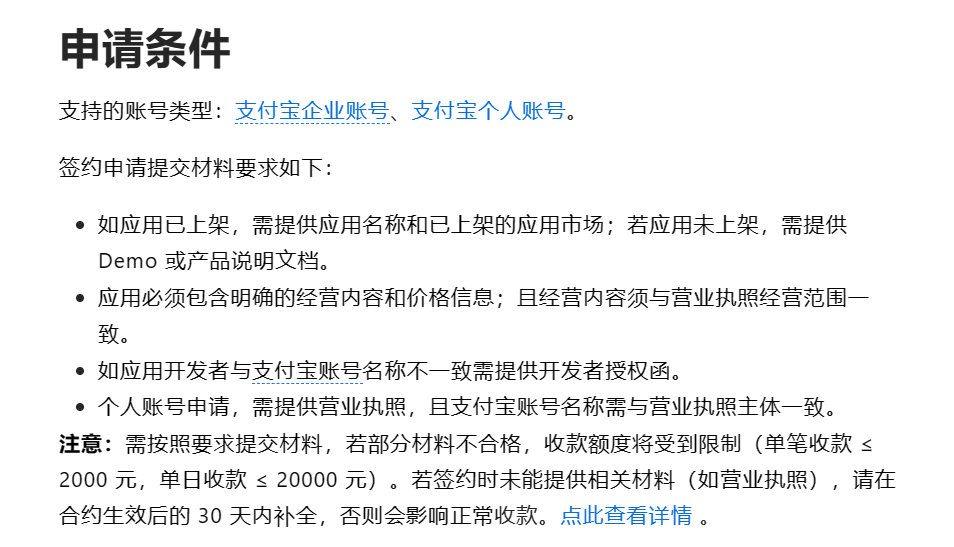 申请条件
支持的账号类型：支付宝企业账号、支付宝个人账号。
签约申请提交材料要求如下：
• 如应用已上架，需提供应用名称和已上架的应用市场；若应用未上架，需提供
Demo 或产品说明文档。
• 应用必须包含明确的经营内容和价格信息；且经营内容须与营业执照经营范围一
致。
• 如应用开发者与支付宝账号名称不一致需提供开发者授权函。
• 个人账号申请，需提供营业执照，且支付宝账号名称需与营业执照主体一致。
注意：需按照要求提交材料，若部分材料不合格，收款额度将受到限制（单笔收款 ≤
2000 元，单日收款 ≤ 20000 元）。若签约时未能提供相关材料（如营业执照），请在
合约生效后的 30 天内补全，否则会影响正常收款。点此查看详情 。